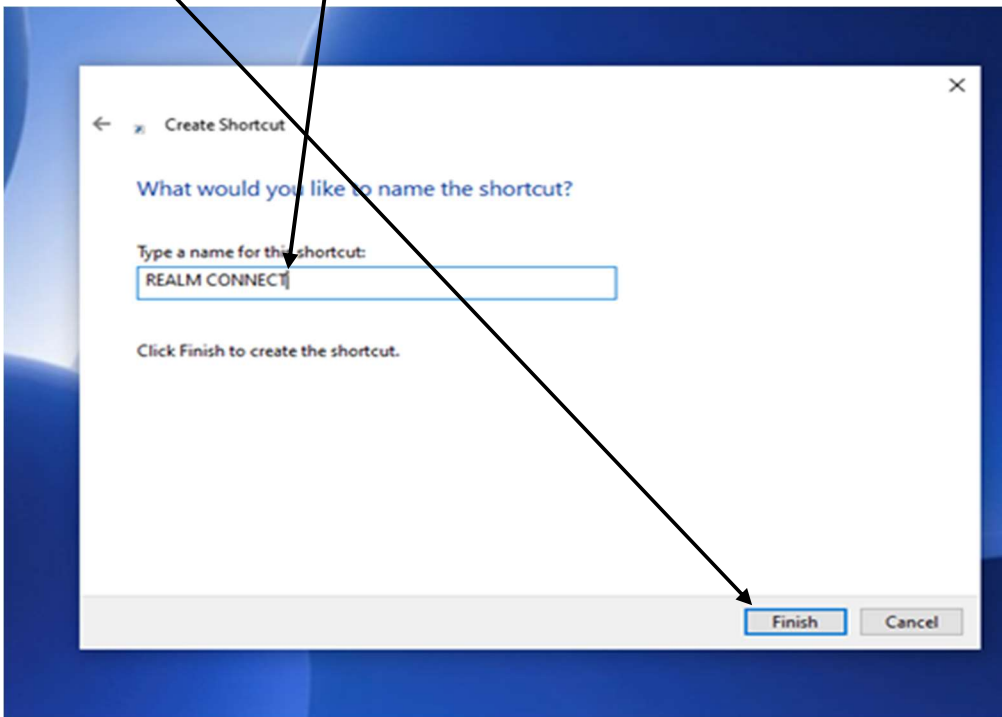 Create Shortcut
What would you like to name the shortcut?
Type a name for this shortcut:
REALM CONNECT
Click Finish to create the shortcut.
Finish Cancel